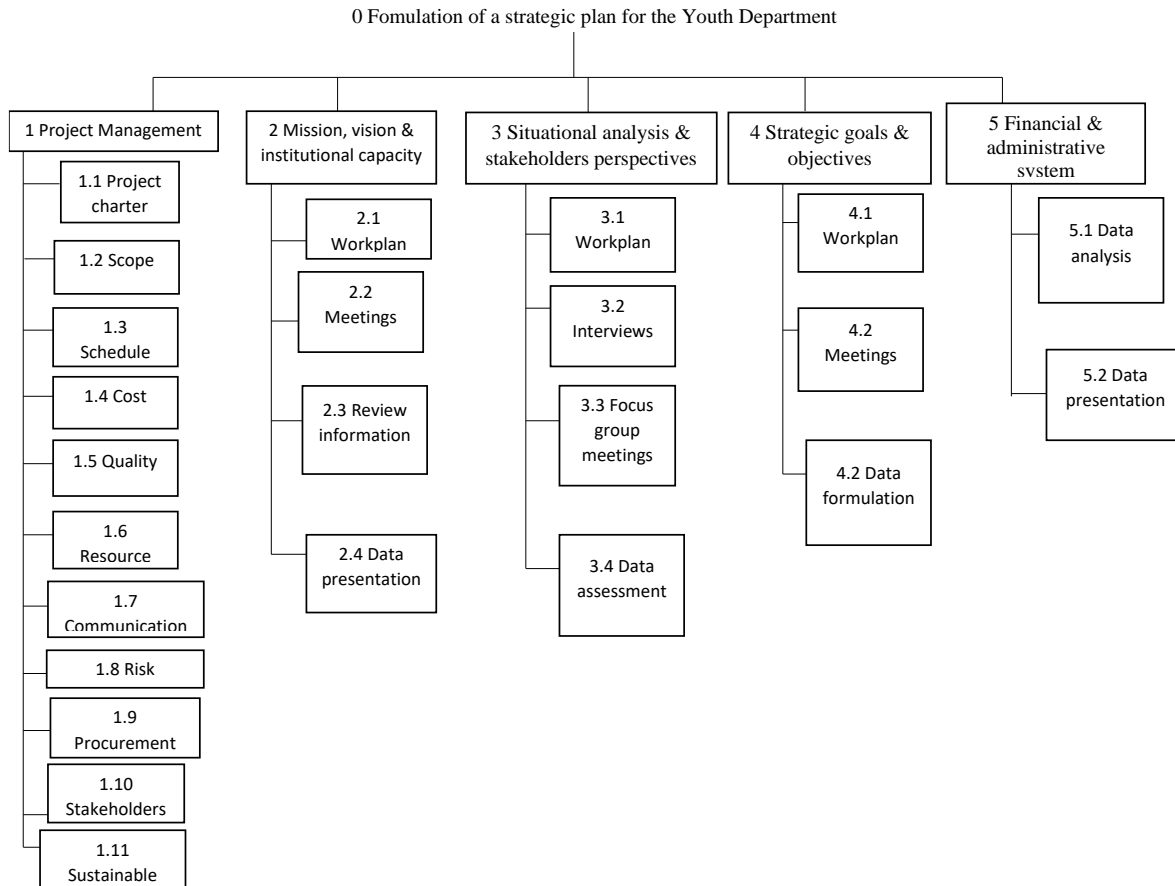 0 Fomulation of a strategic plan for the Youth Department
1 Project Management
1.1 Project
charter
1.2 Scope
1.3
Schedule
1.4 Cost
1.5 Quality
1.6
Resource
1.7
Communication
1.8 Risk
1.9
Procurement
1.10
Stakeholders
1.11
Sustainable
2 Mission, vision &
institutional capacity
2.1
Workplan
2.2
Meetings
2.3 Review
information
2.4 Data
presentation
3 Situational analysis &
stakeholders perspectives
3.1
Workplan
3.2
Interviews
3.3 Focus
group
meetings
3.4 Data
assessment
4 Strategic goals &
objectives
4.1
Workplan
4.2
Meetings
4.2 Data
formulation
5 Financial &
administrative
system
5.1 Data
analysis
5.2 Data
presentation